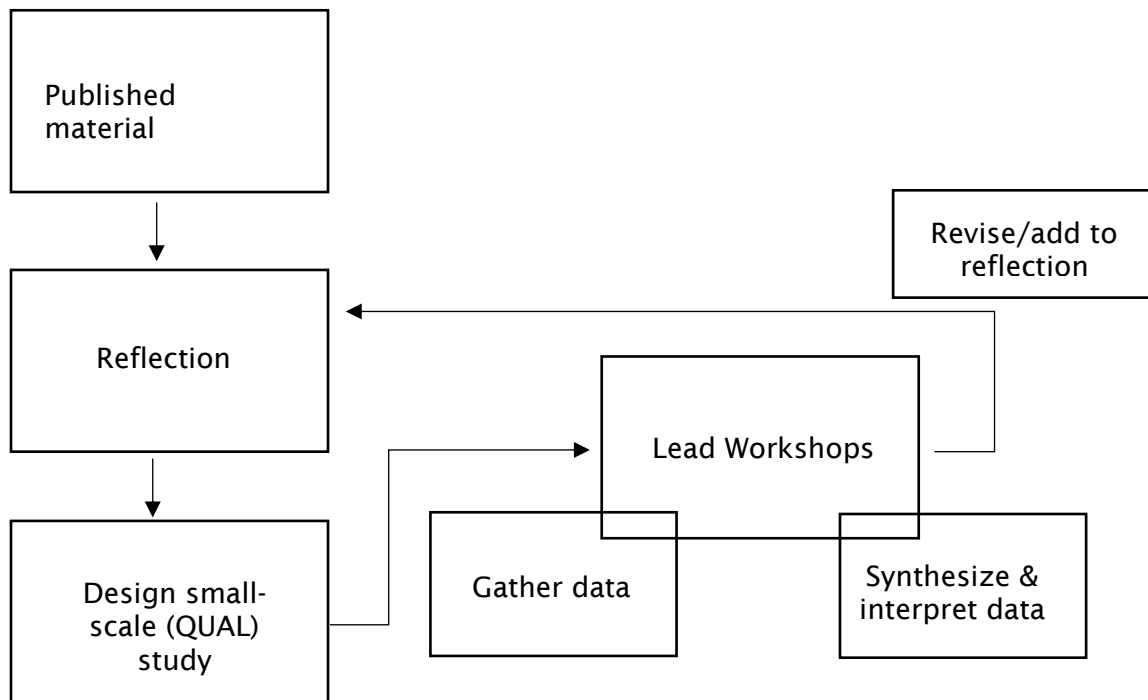 Published
material
Revise/add to
reflection
Reflection
Lead Workshops
Design small-
scale (QUAL)
study
Gather data
Synthesize &
interpret data